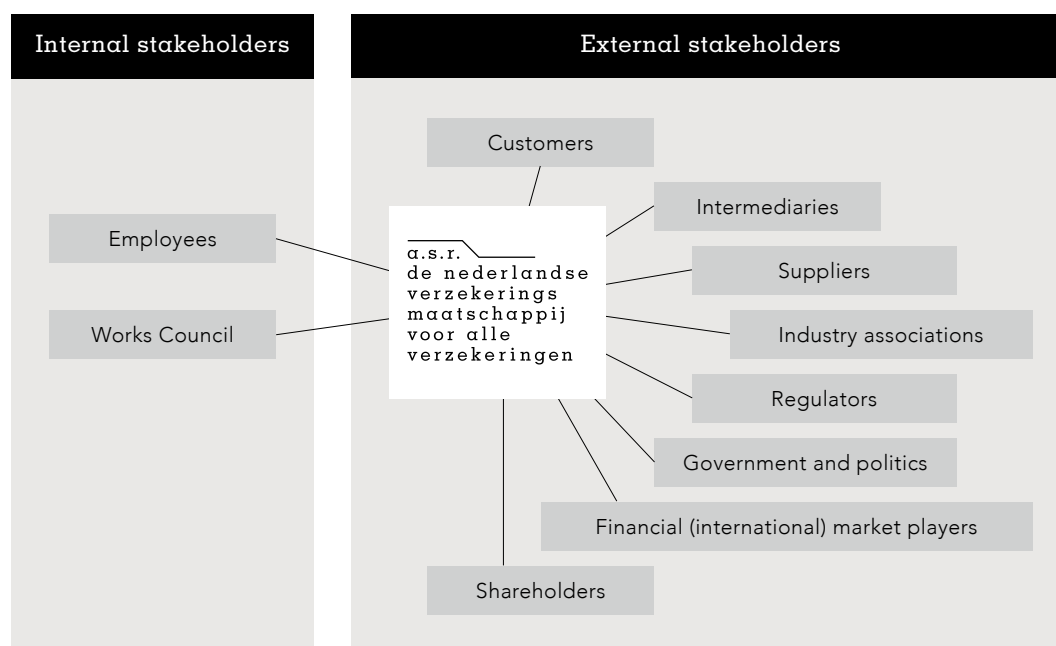 Internal stakeholders
External stakeholders
Customers
Intermediaries
Employees
a.s.r.
de nederlandse
verzekerings
maatschappij
voor alle
verzekeringen
Suppliers
Works Council
Industry associations
Regulators
Government and politics
Financial (international) market players
Shareholders